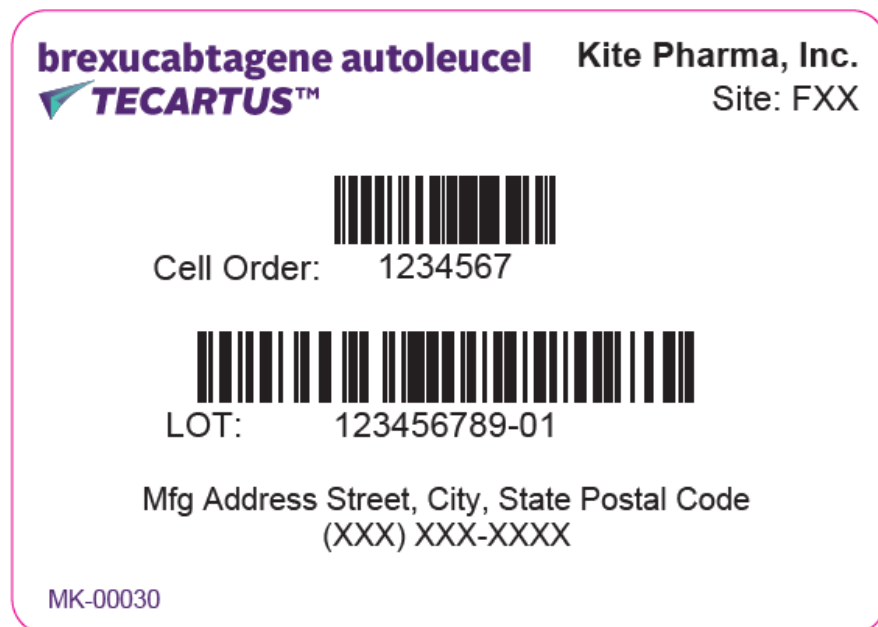 brexucabtagene autoleucel
TECARTUS™
Kite Pharma, Inc.
Site: FXX
Cell Order: 1234567
LOT: 123456789-01
Mfg Address Street, City, State Postal Code
(XXX) XXX-XXXX
MK-00030